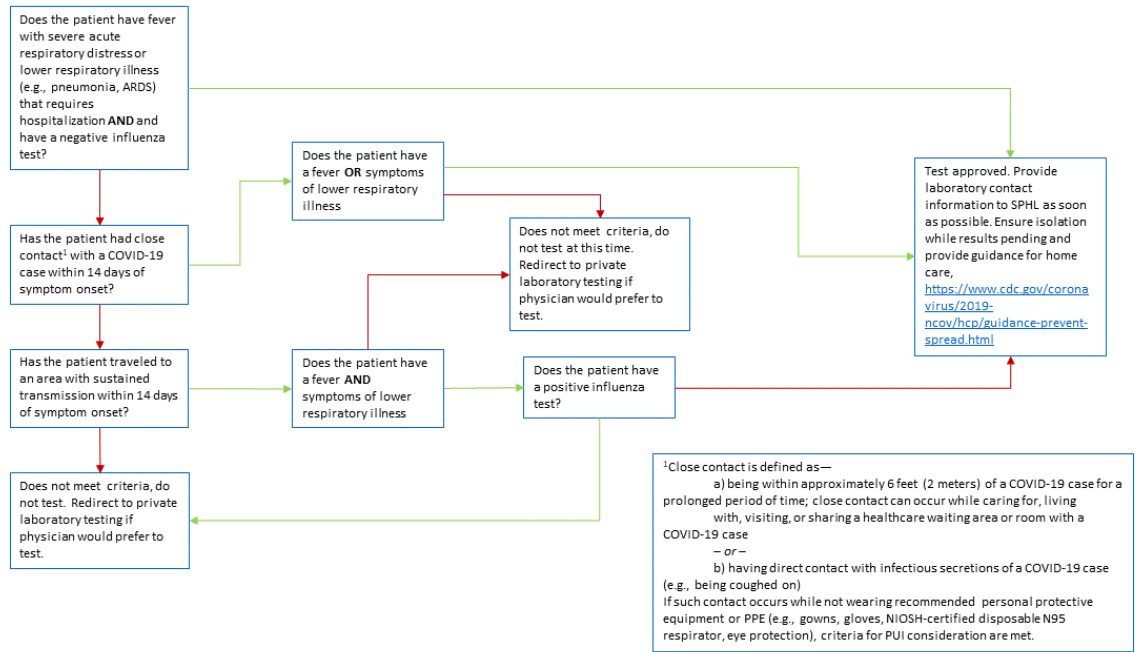 Does the patient have fever
with severe acute
respiratory distress or
lower respiratory illness
(e.g., pneumonia, ARDS)
that requires
hospitalization AND and
have a negative influenza
test?
Does the patient have
a fever OR symptoms
of lower respiratory
illness
Test approved. Provide
laboratory contact
information to SPHL as soon
as possible. Ensure isolation
while results pending and
provide guidance for home
care,
https://www.cdc.gov/corona
virus/2019-
ncov/hcp/guidance-prevent-
spread.html
Has the patient had close
contact¹ with a COVID-19
case within 14 days of
symptom onset?
Does not meet criteria, do
not test at this time.
Redirect to private
laboratory testing if
physician would prefer to
test.
Has the patient traveled to
an area with sustained
transmission within 14 days
of symptom onset?
Does the patient have
a fever AND
symptoms of lower
respiratory illness
Does the patient have
a positive influenza
test?
Does not meet criteria, do
not test. Redirect to private
laboratory testing if
physician would prefer to
test.
¹Close contact is defined as—
a) being within approximately 6 feet (2 meters) of a COVID-19 case for a
prolonged period of time; close contact can occur while caring for, living
with, visiting, or sharing a healthcare waiting area or room with a
COVID-19 case
– or –
b) having direct contact with infectious secretions of a COVID-19 case
(e.g., being coughed on)
If such contact occurs while not wearing recommended personal protective
equipment or PPE (e.g., gowns, gloves, NIOSH-certified disposable N95
respirator, eye protection), criteria for PUI consideration are met.